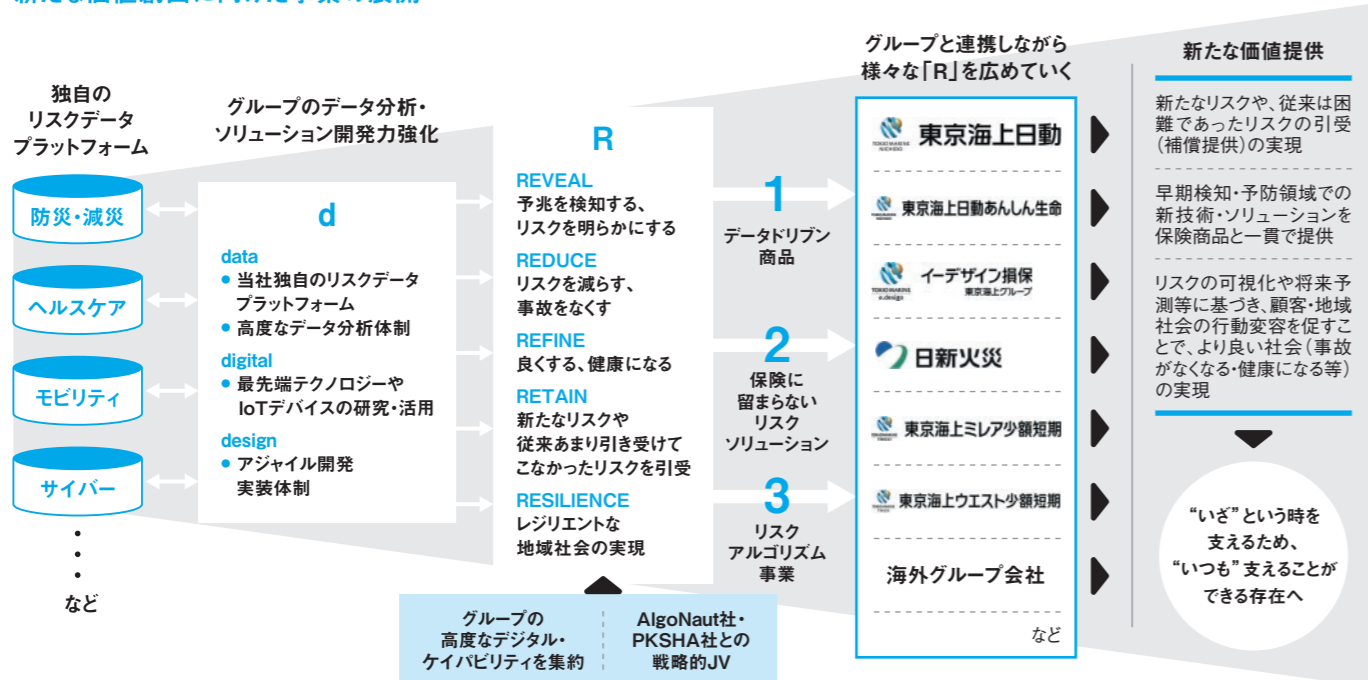 独自の
リスクデータ
プラットフォーム
防災・減災
ヘルスケア
モビリティ
サイバー
・
・
・
など
グループのデータ分析・
ソリューション開発力強化
d
data
● 当社独自のリスクデータ
プラットフォーム
● 高度なデータ分析体制
digital
● 最先端テクノロジーや
IoTデバイスの研究・活用
design
● アジャイル開発
実装体制
R
REVEAL
予兆を検知する、
リスクを明らかにする
REDUCE
リスクを減らす、
事故をなくす
REFINE
良くする、健康になる
RETAIN
新たなリスクや
従来あまり引き受けて
こなかったリスクを引受
RESILIENCE
レジリエントな
地域社会の実現
グループの
高度なデジタル・
ケイパビリティを集約
AlgoNaut社・
PKSHA社との
戦略的JV
1
データドリブン
商品
2
保険に
留まらない
リスク
ソリューション
3
リスク
アルゴリズム
事業
グループと連携しながら
様々な「R」を広めていく
TOKIO MARINE
NICHIDO
東京海上日動
東京海上日動あんしん生命
TOKIO MARINE
e.design
イーデザイン損保
東京海上グループ
日新火災
東京海上ミレア少額短期
東京海上ウエスト少額短期
海外グループ会社
など
新たな価値提供
新たなリスクや、従来は困
難であったリスクの引受
（補償提供）の実現
早期検知・予防領域での
新技術・ソリューションを
保険商品と一貫で提供
リスクの可視化や将来予
測等に基づき、顧客・地域
社会の行動変容を促すこ
とで、より良い社会（事故
がなくなる・健康になる等）
の実現
“いざ”という時を
支えるため、
“いつも”支えることが
できる存在へ